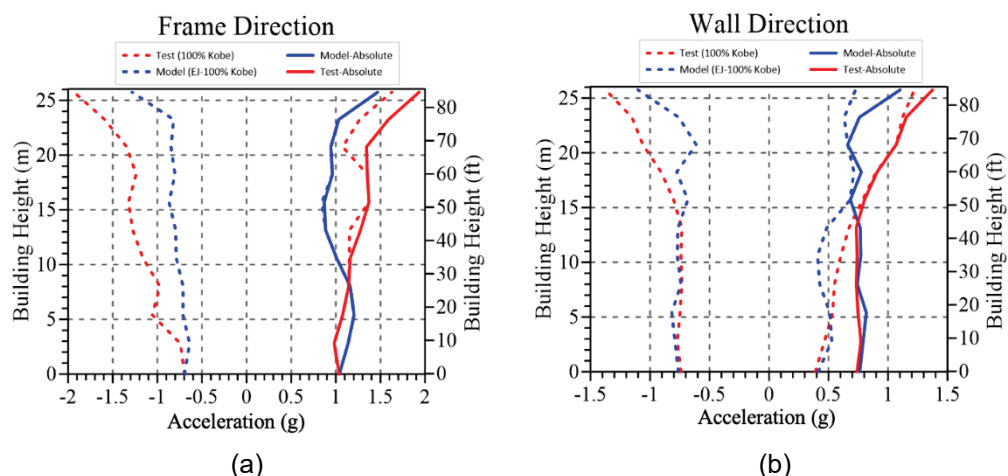 Frame Direction
Test (100% Kobe)
Model-Absolute
Model (EJ-100% Kobe)
Test-Absolute
25
20
15
10
5
0
Building Height (m)
80
70
60
50
40
30
20
10
0
Building Height (ft)
-2 -1.5 -1 -0.5 0 0.5 1 1.5 2
Acceleration (g)
(a)
Wall Direction
Test (100% Kobe)
Model-Absolute
Model (EJ-100% Kobe)
Test-Absolute
25
20
15
10
5
0
Building Height (m)
80
70
60
50
40
30
20
10
0
Building Height (ft)
-1.5 -1 -0.5 0 0.5 1 1.5
Acceleration (g)
(b)